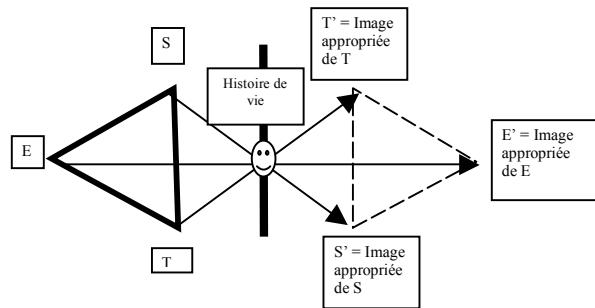 S
T’ = Image
appropriée
de T
Histoire de
vie
E
E’ = Image
appropriée
de E
T
S’ = Image
appropriée
de S